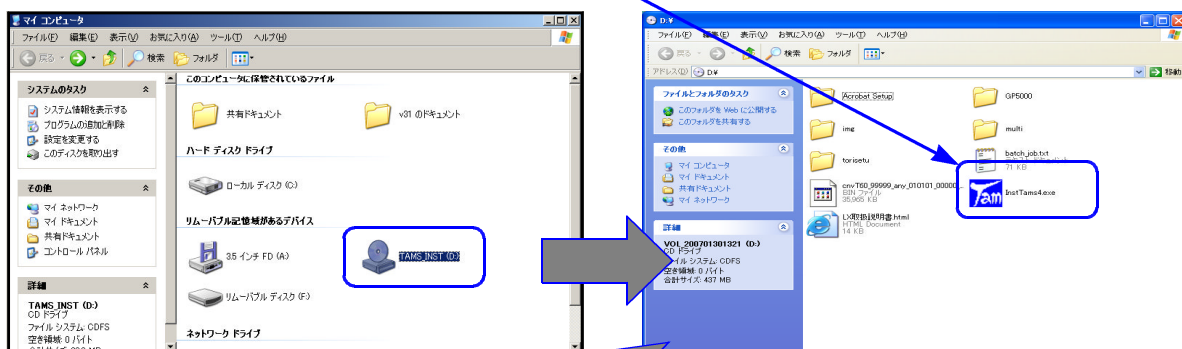 マイ コンピュータ
ファイル(F) 編集(E) 表示(V) お気に入り(A) ツール(T) ヘルプ(H)
戻る 検索 フォルダ
システムのタスク
システム情報を表示する
プログラムの追加と削除
設定を変更する
このディスクを取り出す
その他
マイ ネットワーク
マイ ドキュメント
共有ドキュメント
コントロール パネル
詳細
TAMS_INST (D:)
CD ドライブ
ファイル システム: CDFS
空き領域: 0 バイト
このコンピュータに保管されているファイル
共有ドキュメント
v31 のドキュメント
ハード ディスク ドライブ
ローカル ディスク (C:)
リムーバブル記憶域があるデバイス
3.5 インチ FD (A:)
TAMS_INST (D:)
リムーバブル ディスク (F:)
ネットワーク ドライブ
D:¥
ファイル(F) 編集(E) 表示(V) お気に入り(A) ツール(T) ヘルプ(H)
戻る 検索 フォルダ
アドレス(D) D:¥ 移動
ファイルとフォルダのタスク
このフォルダを Web に公開する
このフォルダを共有する
その他
マイ コンピュータ
マイ ドキュメント
共有ドキュメント
マイ ネットワーク
詳細
VOL_200701301321 (D:)
CD ドライブ
ファイル システム: CDFS
空き領域: 0 バイト
合計サイズ: 437 MB
Acrobat Setup
GP5000
img
multi
torisetu
batch_job.txt
テキスト ドキュメント
71 KB
cnvT60_99999_any_010101_00000...
BIN ファイル
35,965 KB
Tam
InstTams4.exe
LX取扱説明書.html
HTML Document
14 KB